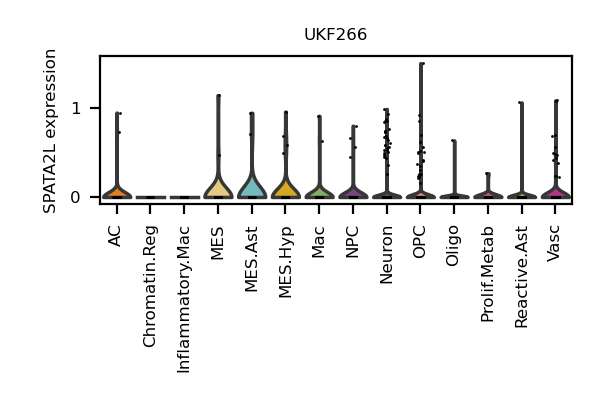 UKF266
SPATA2L expression
1
0
AC
Chromatin.Reg
Inflammatory.Mac
MES
MES.Ast
MES.Hyp
Mac
NPC
Neuron
OPC
Oligo
Prolif.Metab
Reactive.Ast
Vasc